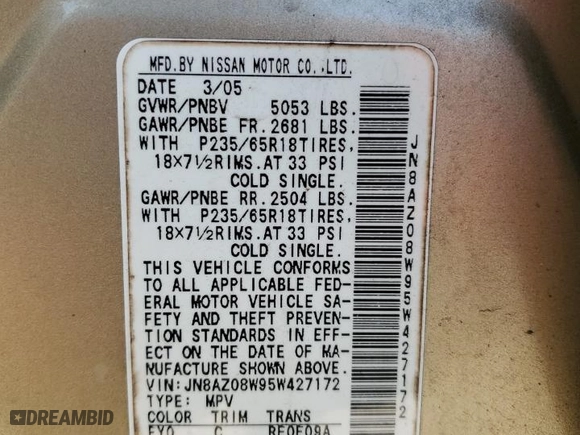 MFD.BY NISSAN MOTOR CO.,LTD.
DATE 3/05
GVWR/PNBV 5053 LBS.
GAWR/PNBE FR.2681 LBS.
WITH P235/65R18TIRES,
18X7½RIMS.AT 33 PSI
COLD SINGLE.
GAWR/PNBE RR.2504 LBS.
WITH P235/65R18TIRES,
18X7½RIMS.AT 33 PSI
COLD SINGLE.
THIS VEHICLE CONFORMS
TO ALL APPLICABLE FED-
ERAL MOTOR VEHICLE SA-
FETY AND THEFT PREVEN-
TION STANDARDS IN EFF-
ECT ON THE DATE OF MA-
NUFACTURE SHOWN ABOVE.
VIN:JN8AZ08W95W427172
TYPE: MPV
COLOR TRIM TRANS
EY0 C RE0F09A
JN8AZ08W95W427172
DREAMBID